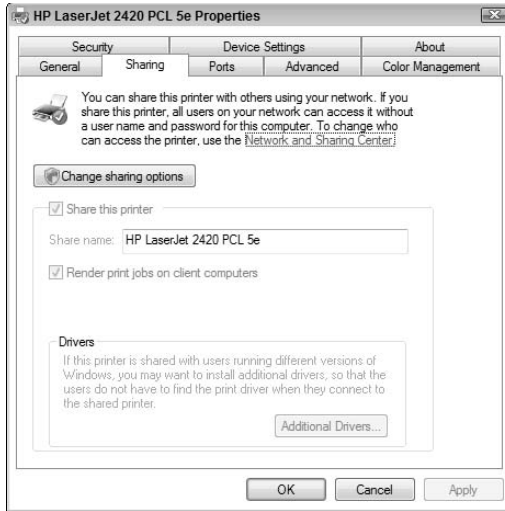 HP LaserJet 2420 PCL 5e Properties
Security Device Settings About
General Sharing Ports Advanced Color Management
You can share this printer with others using your network. If you
share this printer, all users on your network can access it without
a user name and password for this computer. To change who
can access the printer, use the Network and Sharing Center.
Change sharing options
Share this printer
Share name: HP LaserJet 2420 PCL 5e
Render print jobs on client computers
Drivers
If this printer is shared with users running different versions of
Windows, you may want to install additional drivers, so that the
users do not have to find the print driver when they connect to
the shared printer.
Additional Drivers...
OK Cancel Apply